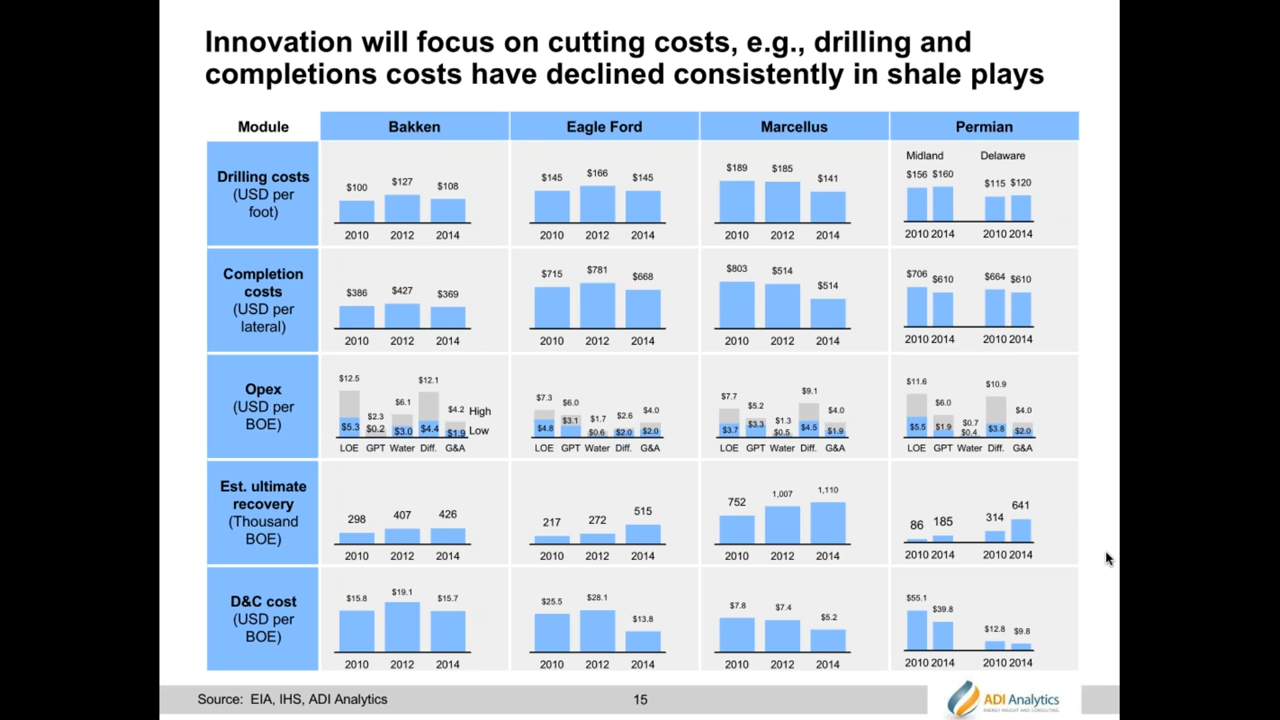 Innovation will focus on cutting costs, e.g., drilling and
completions costs have declined consistently in shale plays
Module Bakken Eagle Ford Marcellus Permian
Drilling costs
(USD per
foot)
$100 $127 $108
2010 2012 2014
$145 $166 $145
2010 2012 2014
$189 $185 $141
2010 2012 2014
Midland Delaware
$156 $160 $115 $120
2010 2014 2010 2014
Completion
costs
(USD per
lateral)
$386 $427 $369
2010 2012 2014
$715 $781 $668
2010 2012 2014
$803 $514 $514
2010 2012 2014
$706 $610 $664 $610
2010 2014 2010 2014
Opex
(USD per
BOE)
$12.5 $2.3 $6.1 $12.1 $4.2 High
$5.3 $0.2 $3.0 $4.4 $1.9 Low
LOE GPT Water Diff. G&A
$7.3 $6.0 $1.7 $2.6 $4.0
$4.8 $3.1 $0.6 $2.0 $2.0
LOE GPT Water Diff. G&A
$7.7 $5.2 $1.3 $9.1 $4.0
$3.7 $3.3 $0.5 $4.5 $1.9
LOE GPT Water Diff. G&A
$11.6 $6.0 $0.7 $10.9 $4.0
$5.5 $1.9 $0.4 $3.8 $2.0
LOE GPT Water Diff. G&A
Est. ultimate
recovery
(Thousand
BOE)
298 407 426
2010 2012 2014
217 272 515
2010 2012 2014
752 1,007 1,110
2010 2012 2014
86 185 314 641
2010 2014 2010 2014
D&C cost
(USD per
BOE)
$15.8 $19.1 $15.7
2010 2012 2014
$25.5 $28.1 $13.8
2010 2012 2014
$7.8 $7.4 $5.2
2010 2012 2014
$55.1 $39.8 $12.8 $9.8
2010 2014 2010 2014
Source: EIA, IHS, ADI Analytics
15
ADI Analytics
ENERGY INSIGHT AND CONSULTING